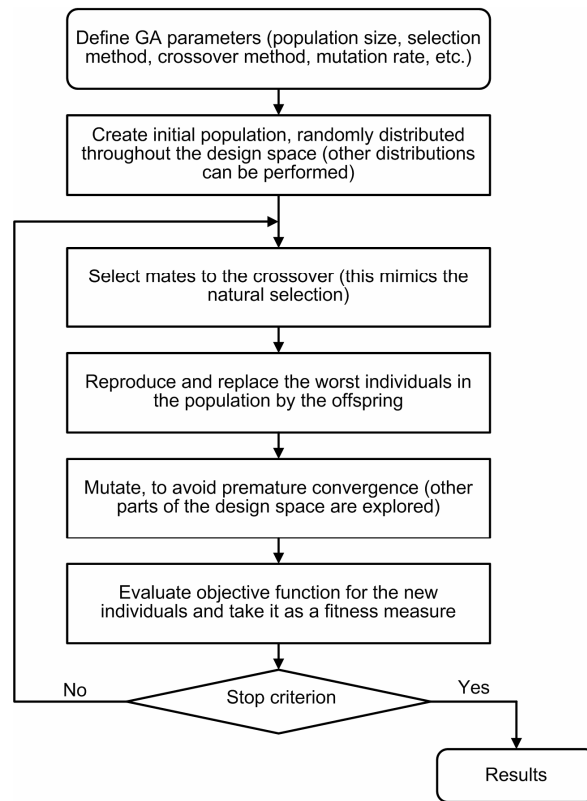 Define GA parameters (population size, selection
method, crossover method, mutation rate, etc.)
Create initial population, randomly distributed
throughout the design space (other distributions
can be performed)
Select mates to the crossover (this mimics the
natural selection)
Reproduce and replace the worst individuals in
the population by the offspring
Mutate, to avoid premature convergence (other
parts of the design space are explored)
Evaluate objective function for the new
individuals and take it as a fitness measure
No
Stop criterion
Yes
Results